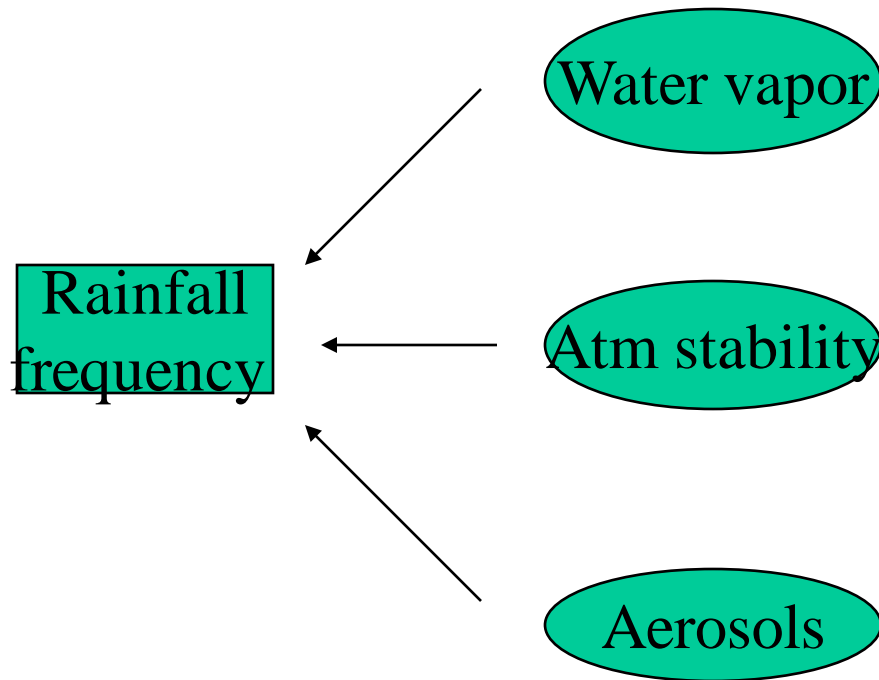 Water vapor
Rainfall
frequency
Atm stability
Aerosols